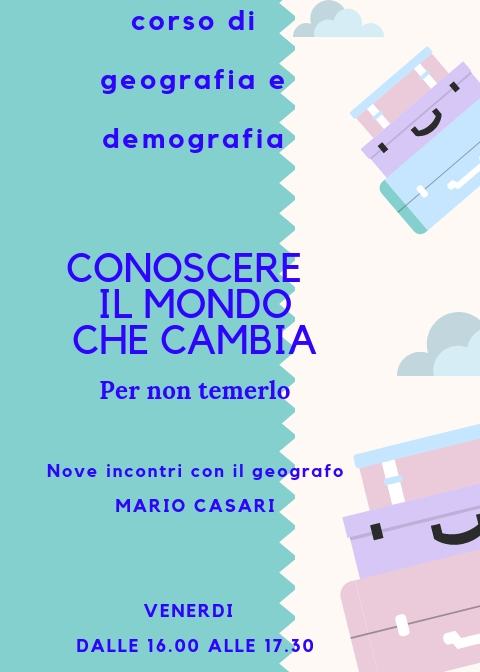 corso di
geografia e
demografia
CONOSCERE
IL MONDO
CHE CAMBIA
Per non temerlo
Nove incontri con il geografo
MARIO CASARI
VENERDI
DALLE 16.00 ALLE 17.30